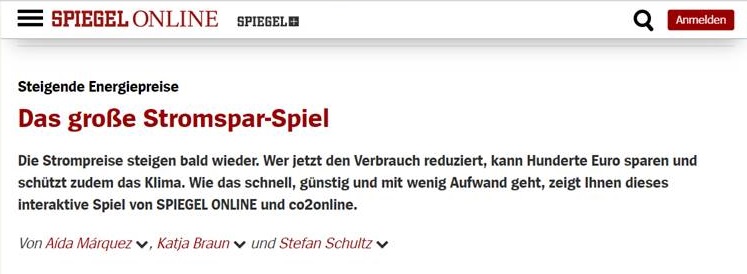 SPIEGEL ONLINE SPIEGEL+ Anmelden
Steigende Energiepreise
Das große Stromspar-Spiel
Die Strompreise steigen bald wieder. Wer jetzt den Verbrauch reduziert, kann Hunderte Euro sparen und
schützt zudem das Klima. Wie das schnell, günstig und mit wenig Aufwand geht, zeigt Ihnen dieses
interaktive Spiel von SPIEGEL ONLINE und co2online.
Von Aída Márquez, Katja Braun und Stefan Schultz